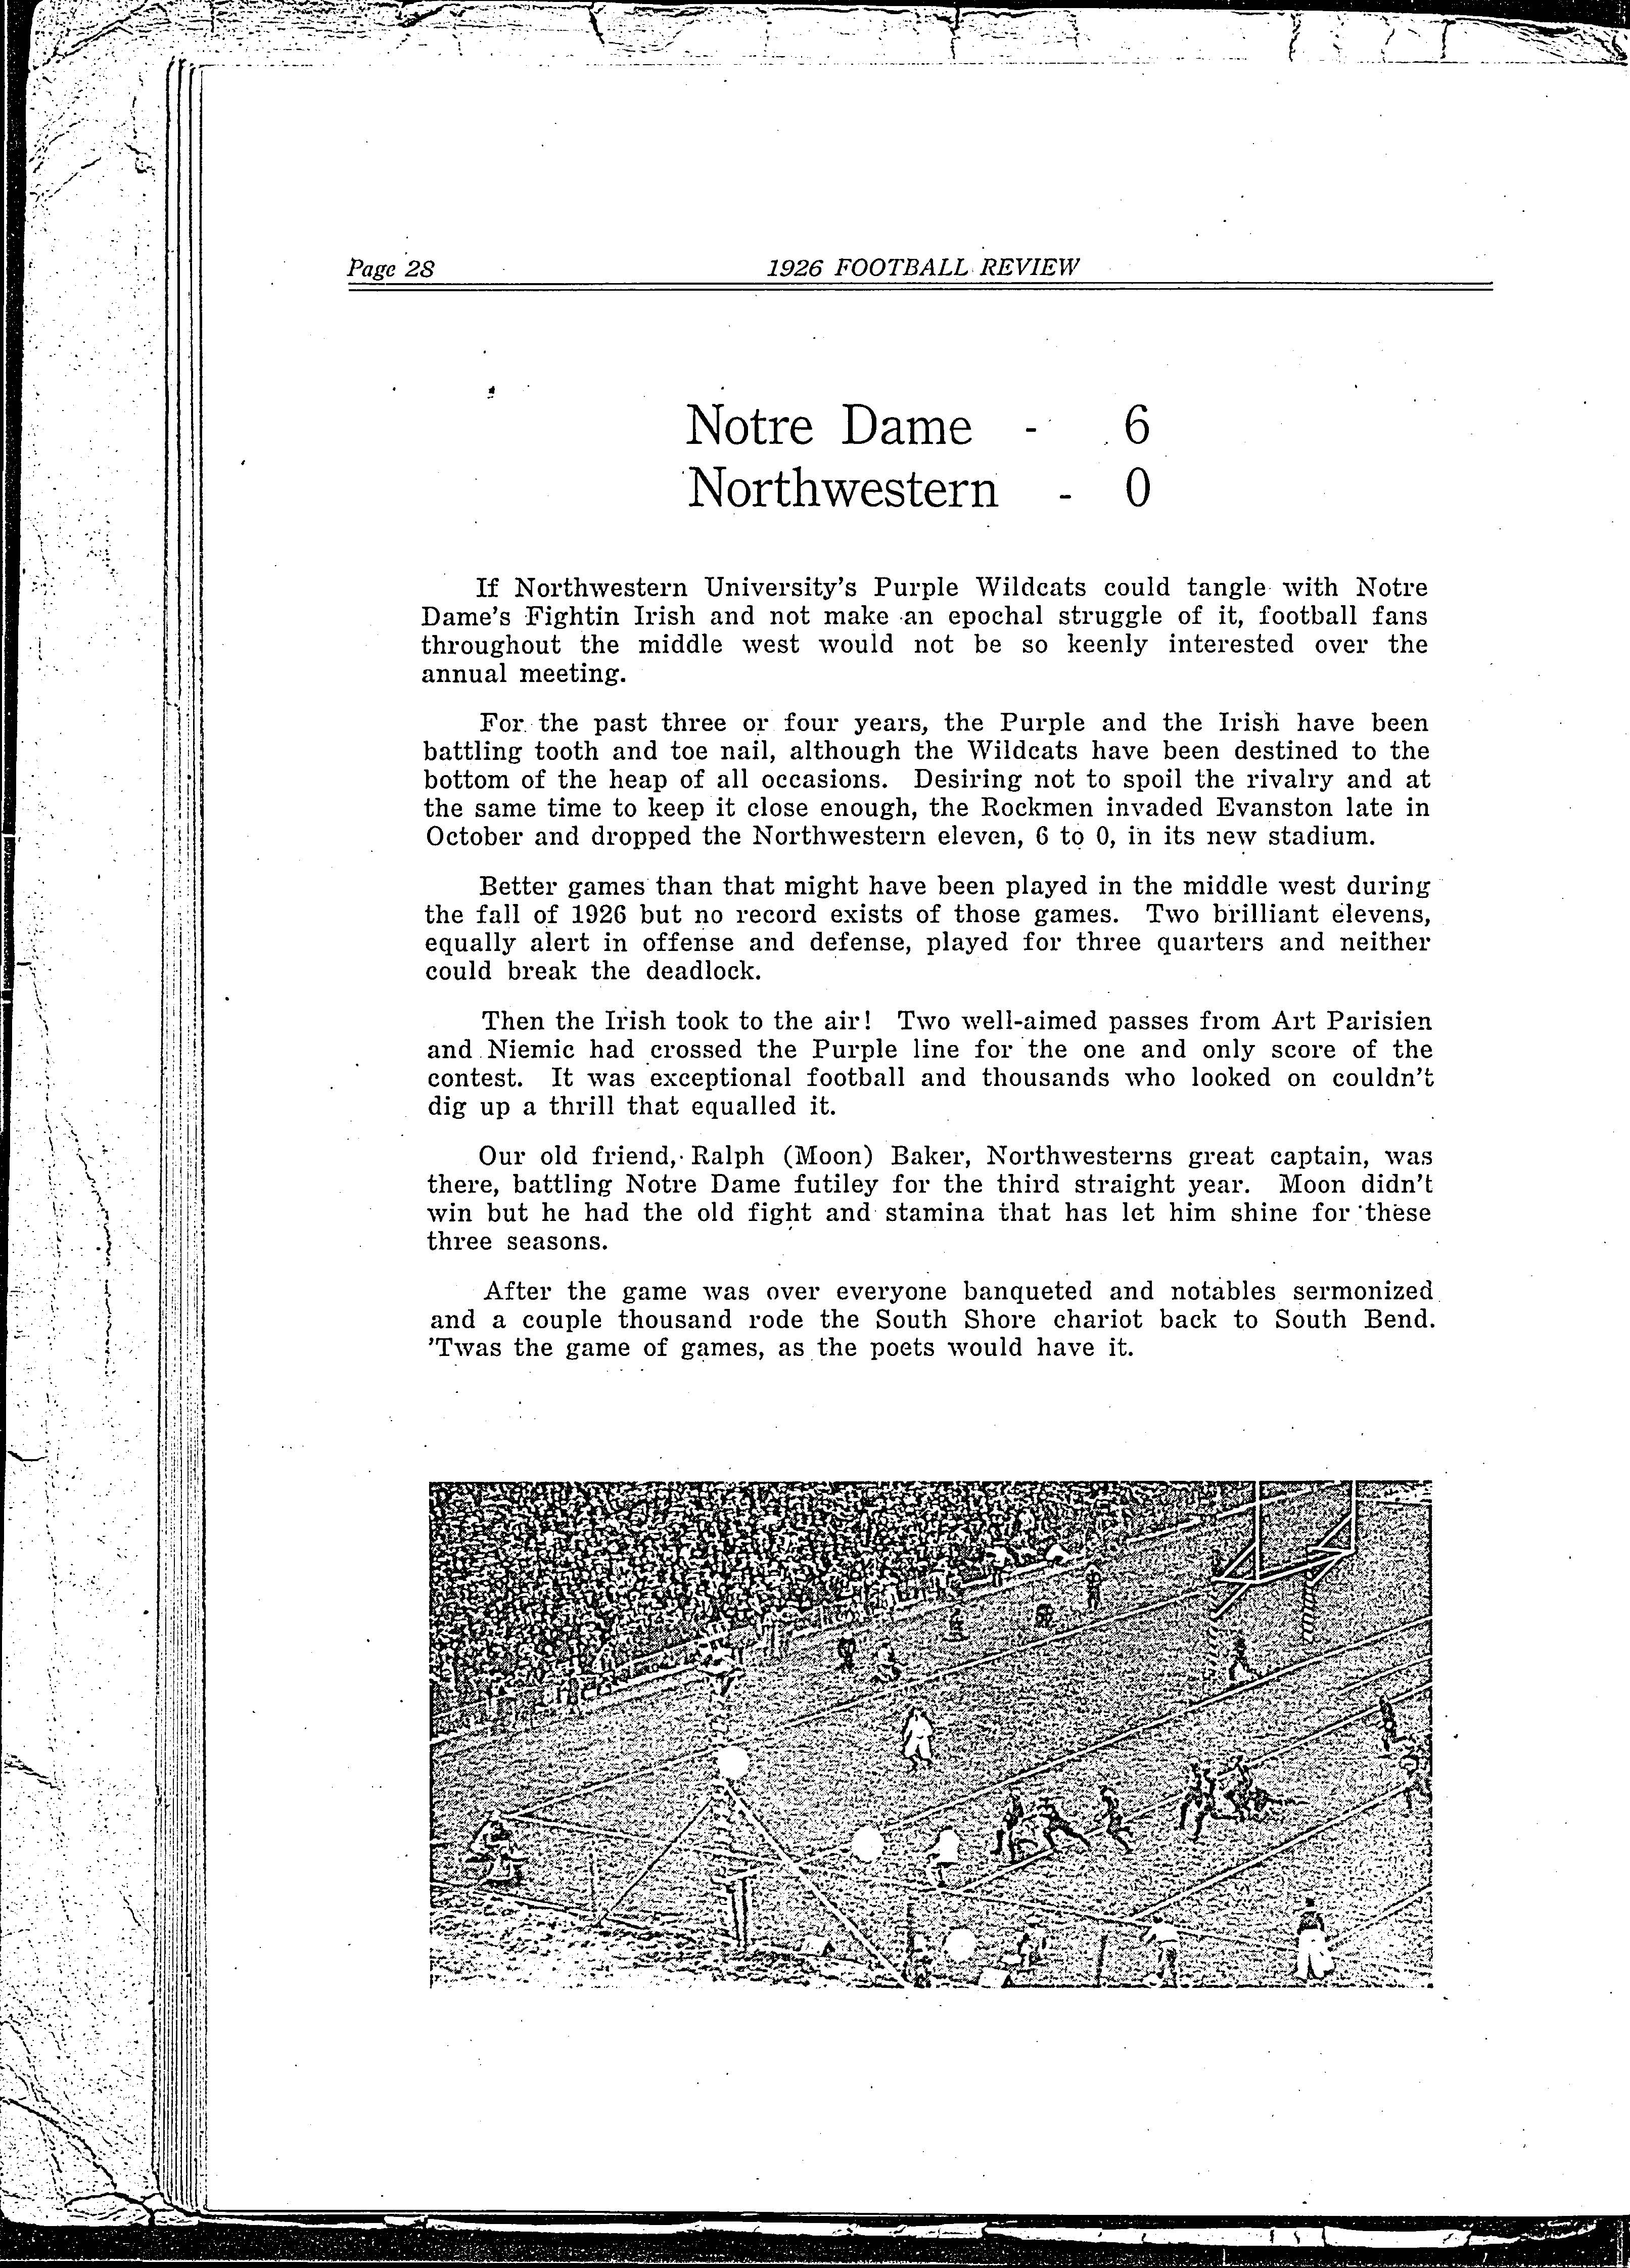 Page 28
1926 FOOTBALL REVIEW
Notre Dame - 6
Northwestern - 0
If Northwestern University's Purple Wildcats could tangle with Notre
Dame's Fightin Irish and not make an epochal struggle of it, football fans
throughout the middle west would not be so keenly interested over the
annual meeting.
For the past three or four years, the Purple and the Irish have been
battling tooth and toe nail, although the Wildcats have been destined to the
bottom of the heap of all occasions. Desiring not to spoil the rivalry and at
the same time to keep it close enough, the Rockmen invaded Evanston late in
October and dropped the Northwestern eleven, 6 to 0, in its new stadium.
Better games than that might have been played in the middle west during
the fall of 1926 but no record exists of those games. Two brilliant elevens,
equally alert in offense and defense, played for three quarters and neither
could break the deadlock.
Then the Irish took to the air! Two well-aimed passes from Art Parisien
and Niemic had crossed the Purple line for the one and only score of the
contest. It was exceptional football and thousands who looked on couldn't
dig up a thrill that equalled it.
Our old friend, Ralph (Moon) Baker, Northwesterns great captain, was
there, battling Notre Dame futiley for the third straight year. Moon didn't
win but he had the old fight and stamina that has let him shine for these
three seasons.
After the game was over everyone banqueted and notables sermonized
and a couple thousand rode the South Shore chariot back to South Bend.
'Twas the game of games, as the poets would have it.